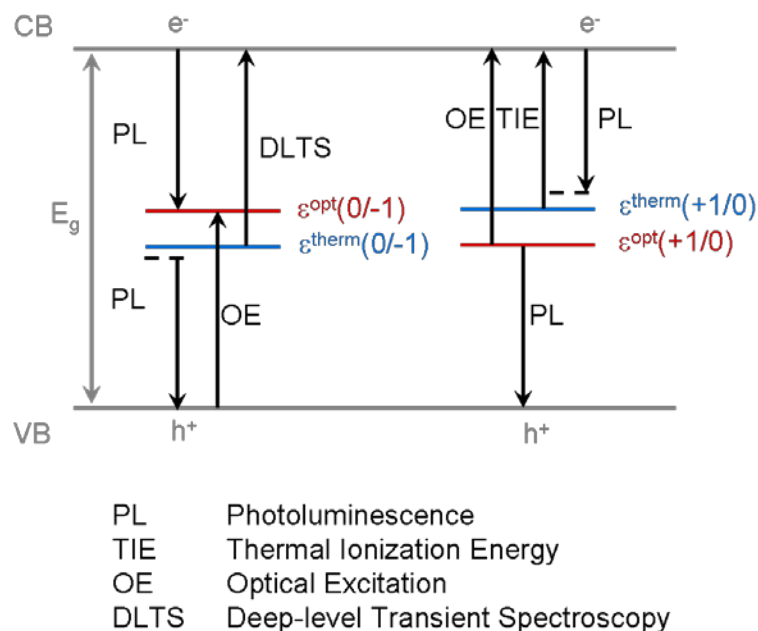 CB e⁻ e⁻
PL DLTS OE TIE PL
E_g εᵒᵖᵗ(0/-1) εᵗʰᵉʳᵐ(+1/0)
εᵗʰᵉʳᵐ(0/-1) εᵒᵖᵗ(+1/0)
PL OE PL
VB h⁺ h⁺
PL Photoluminescence
TIE Thermal Ionization Energy
OE Optical Excitation
DLTS Deep-level Transient Spectroscopy